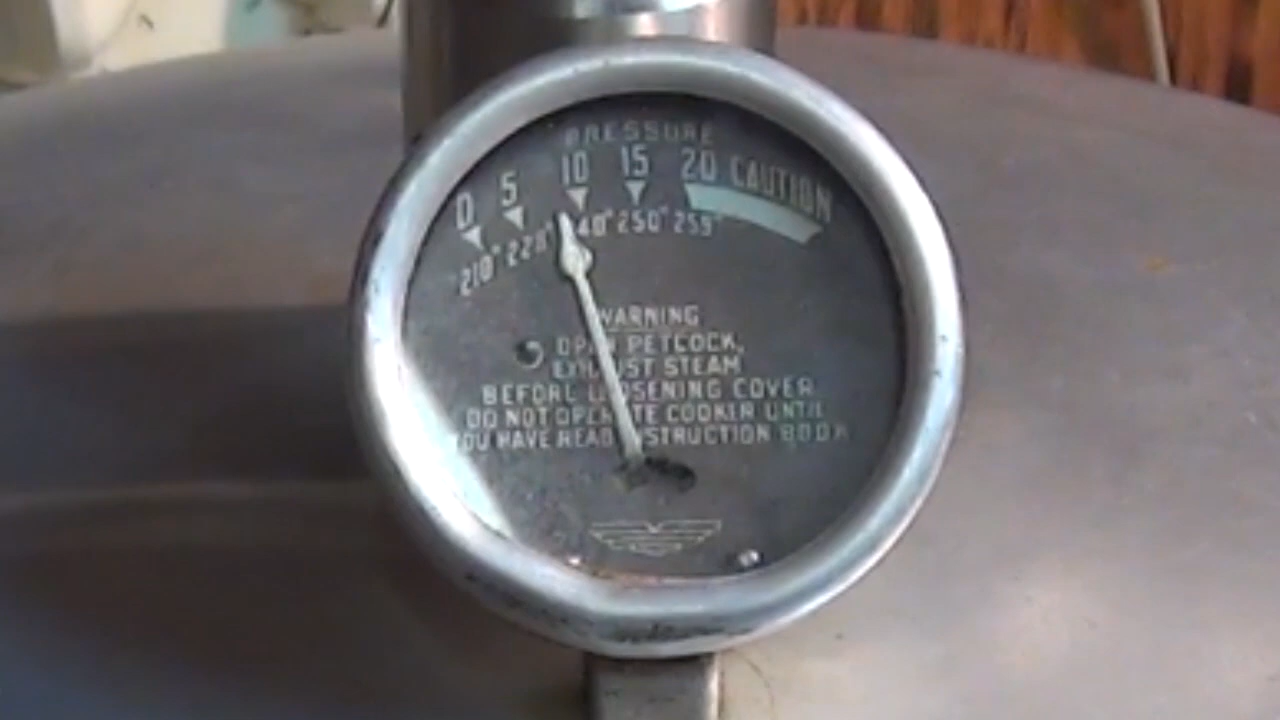 PRESSURE
0 5 10 15 20 CAUTION
210° 228° 240° 250° 259°
WARNING
OPEN PETCOCK,
EXHAUST STEAM
BEFORE LOOSENING COVER
DO NOT OPERATE COOKER UNTIL
YOU HAVE READ INSTRUCTION BOOK